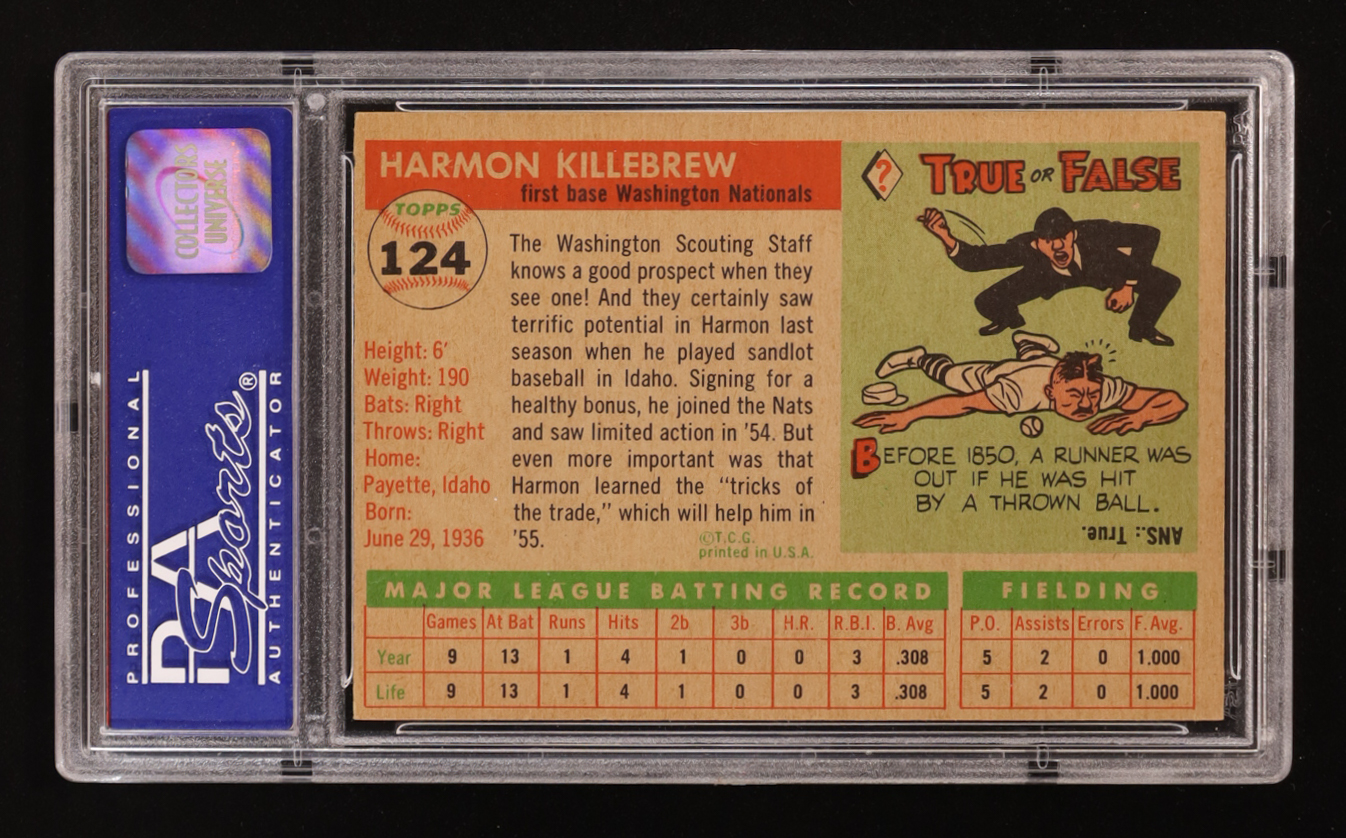 COLLECTORS
UNIVERSE
PROFESSIONAL
PSA
Sports®
AUTHENTICATOR
HARMON KILLEBREW
first base Washington Nationals
TOPPS
124
Height: 6'
Weight: 190
Bats: Right
Throws: Right
Home:
Payette, Idaho
Born:
June 29, 1936
The Washington Scouting Staff
knows a good prospect when they
see one! And they certainly saw
terrific potential in Harmon last
season when he played sandlot
baseball in Idaho. Signing for a
healthy bonus, he joined the Nats
and saw limited action in '54. But
even more important was that
Harmon learned the "tricks of
the trade," which will help him in
'55.
©T.C.G.
printed in U.S.A.
?
TRUE OR FALSE
BEFORE 1850, A RUNNER WAS
OUT IF HE WAS HIT
BY A THROWN BALL.
ANS.: True.
MAJOR LEAGUE BATTING RECORD
Games At Bat Runs Hits 2b 3b H.R. R.B.I. B. Avg
Year 9 13 1 4 1 0 0 3 .308
Life 9 13 1 4 1 0 0 3 .308
FIELDING
P.O. Assists Errors F. Avg.
5 2 0 1.000
5 2 0 1.000